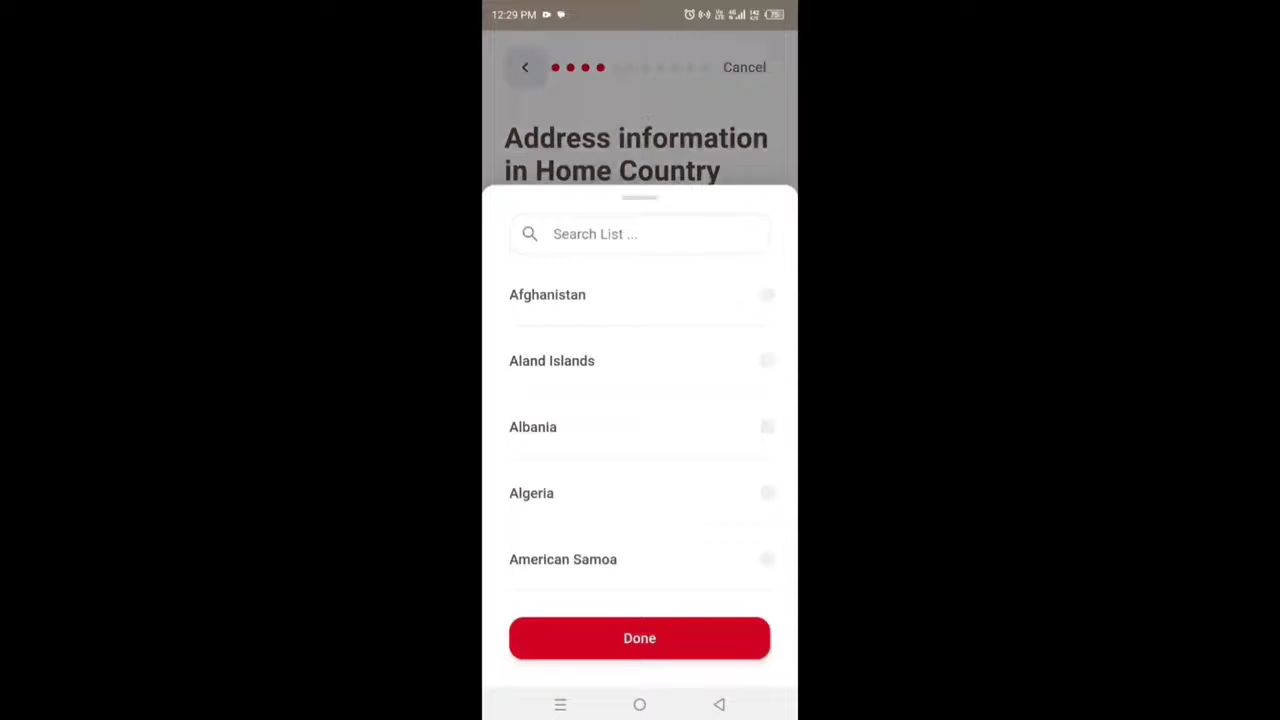 12:29 PM
Cancel
Address information
in Home Country
Search List ...
Afghanistan
Aland Islands
Albania
Algeria
American Samoa
Done